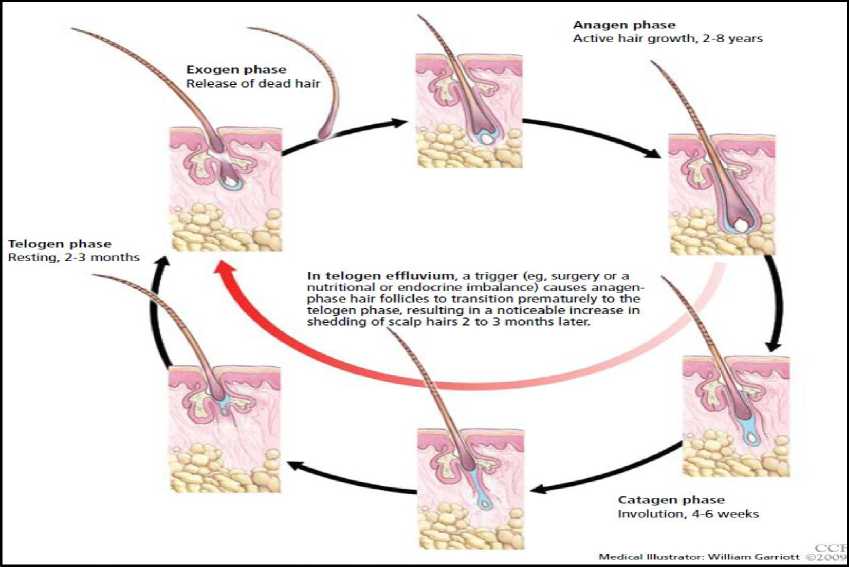 Anagen phase
Active hair growth, 2-8 years
Exogen phase
Release of dead hair
Telogen phase
Resting, 2-3 months
In telogen effluvium, a trigger (eg, surgery or a
nutritional or endocrine imbalance) causes anagen-
phase hair follicles to transition prematurely to the
telogen phase, resulting in a noticeable increase in
shedding of scalp hairs 2 to 3 months later.
Catagen phase
Involution, 4-6 weeks
CCF
Medical Illustrator: William Garriott ©2009